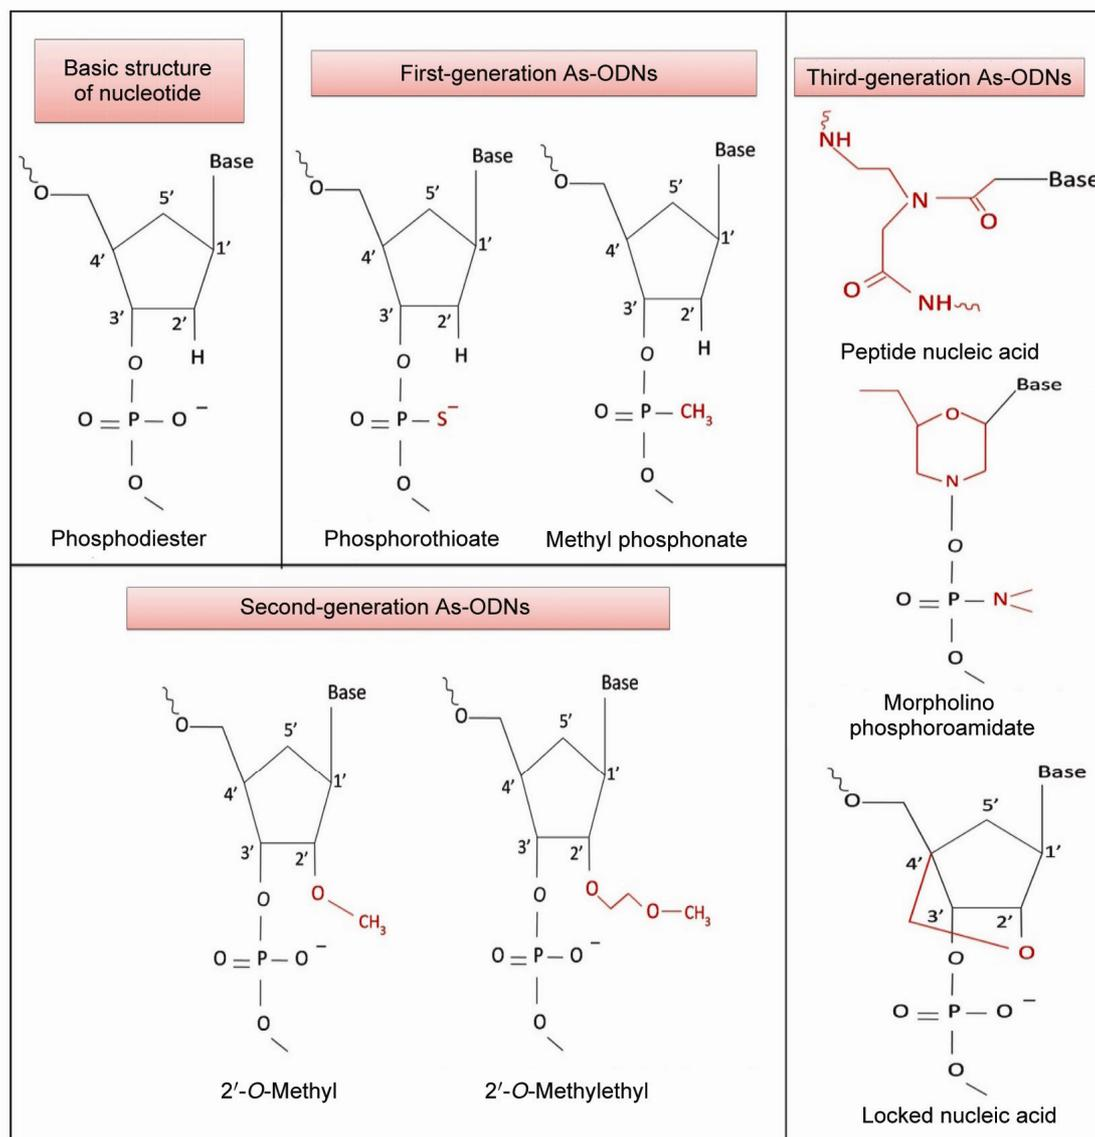 Basic structure
of nucleotide
O
Base
5′
4′
1′
3′
2′
O
H
O = P – O −
O
Phosphodiester
First-generation As-ODNs
O
Base
5′
4′
1′
3′
2′
O
H
O = P – S−
O
Phosphorothioate
O
Base
5′
4′
1′
3′
2′
O
H
O = P – CH3
O
Methyl phosphonate
Second-generation As-ODNs
O
Base
5′
4′
1′
3′
2′
O
O
CH3
O = P – O −
O
2′-O-Methyl
O
Base
5′
4′
1′
3′
2′
O
O
O – CH3
O = P – O −
O
2′-O-Methylethyl
Third-generation As-ODNs
NH
N
Base
O
O
NH
Peptide nucleic acid
Base
O
N
O
O = P – N
O
Morpholino
phosphoroamidate
Base
O
5′
4′
1′
3′
2′
O
O
O = P – O −
O
Locked nucleic acid